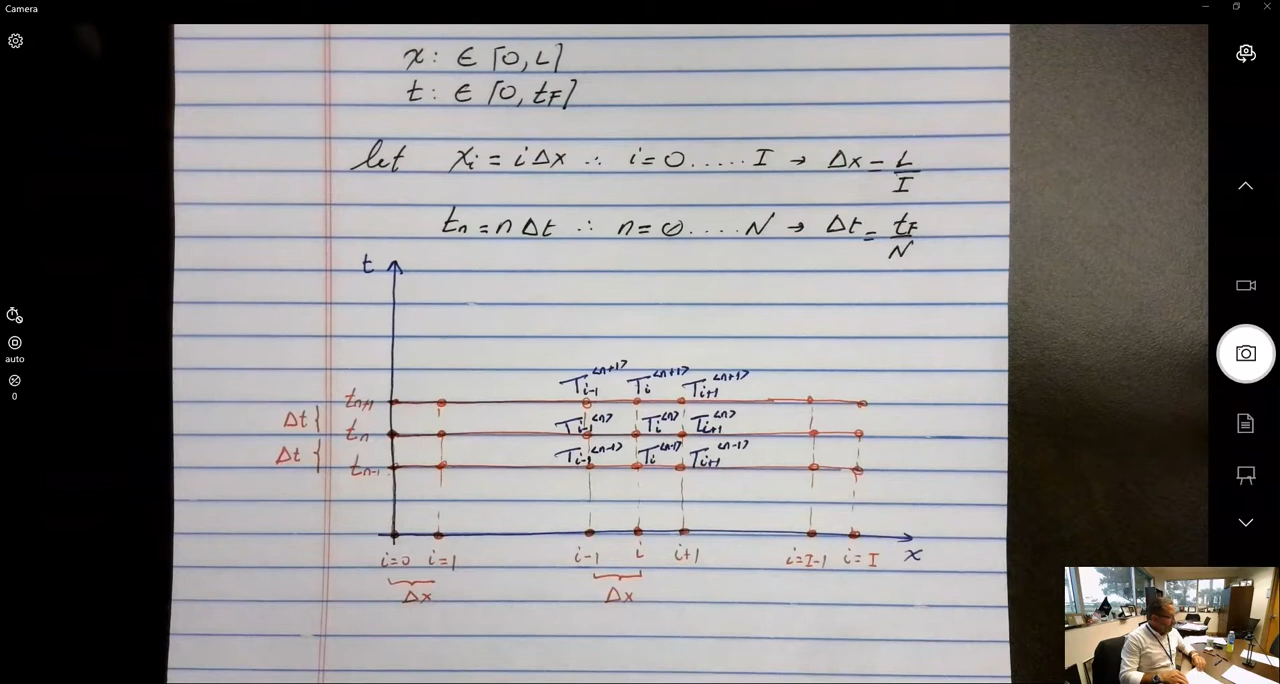 Camera
x: ∈ [0, L]
t: ∈ [0, tF]
let xi = i Δx ∴ i = 0.....I → Δx = L/I
tn = n Δt ∴ n = 0....N → Δt = tF/N
t
Ti-1<n+1> Ti<n+1> Ti+1<n+1>
tn+1
Δt {
Ti-1<n> Ti<n> Ti+1<n>
tn
Δt {
Ti-1<n-1> Ti<n-1> Ti+1<n-1>
tn-1
i=0 i=1 i-1 i i+1 i=I-1 i=I x
Δx Δx
auto
0